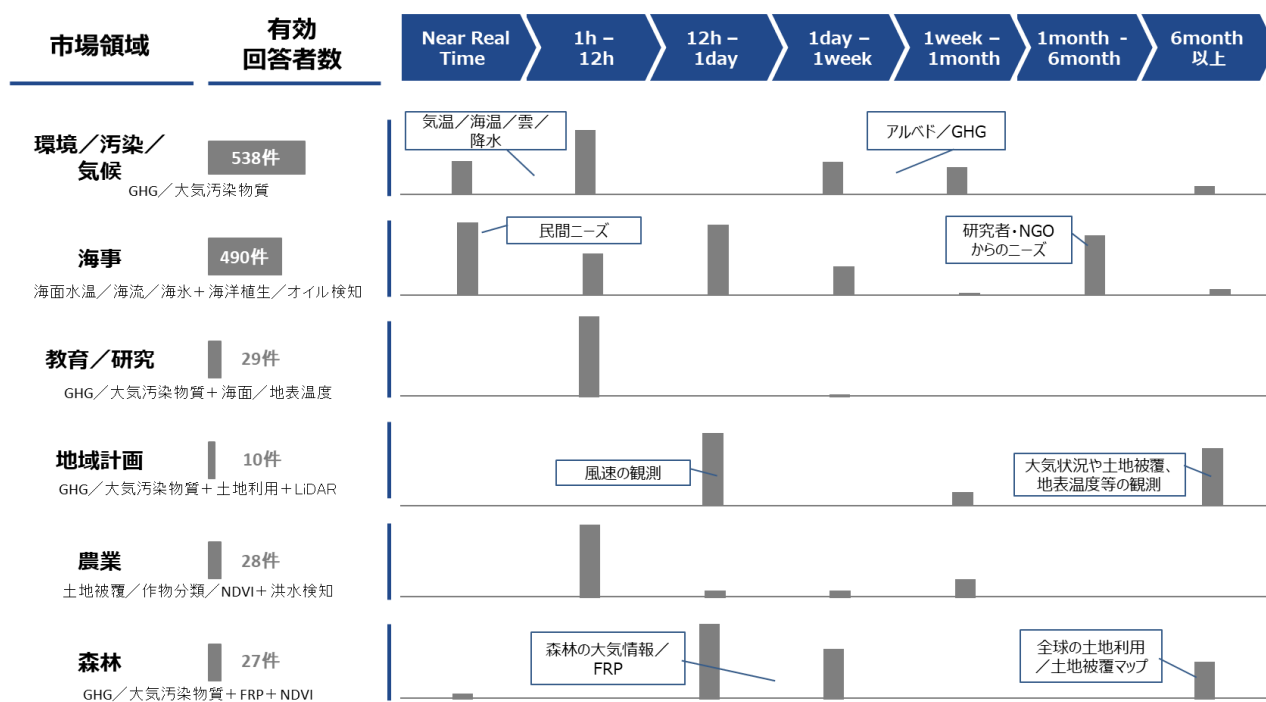 市場領域
有効
回答者数
Near Real
Time
1h –
12h
12h –
1day
1day –
1week
1week –
1month
1month -
6month
6month
以上
環境／汚染／
気候
538件
GHG／大気汚染物質
気温／海温／雲／
降水
アルベド／GHG
海事
490件
海面水温／海流／海氷＋海洋植生／オイル検知
民間ニーズ
研究者・NGO
からのニーズ
教育／研究
29件
GHG／大気汚染物質＋海面／地表温度
地域計画
10件
GHG／大気汚染物質＋土地利用＋LiDAR
風速の観測
大気状況や土地被覆、
地表温度等の観測
農業
28件
土地被覆／作物分類／NDVI＋洪水検知
森林
27件
GHG／大気汚染物質＋FRP＋NDVI
森林の大気情報／
FRP
全球の土地利用
／土地被覆マップ